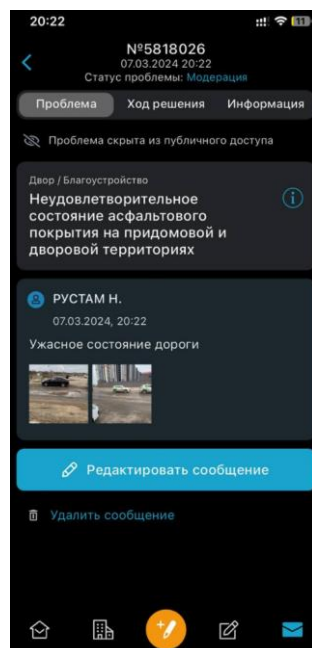 20:22
11
№5818026
07.03.2024 20:22
Статус проблемы: Модерация
Проблема
Ход решения
Информация
Проблема скрыта из публичного доступа
Двор / Благоустройство
Неудовлетворительное
состояние асфальтового
покрытия на придомовой и
дворовой территориях
РУСТАМ Н.
07.03.2024, 20:22
Ужасное состояние дороги
Редактировать сообщение
Удалить сообщение